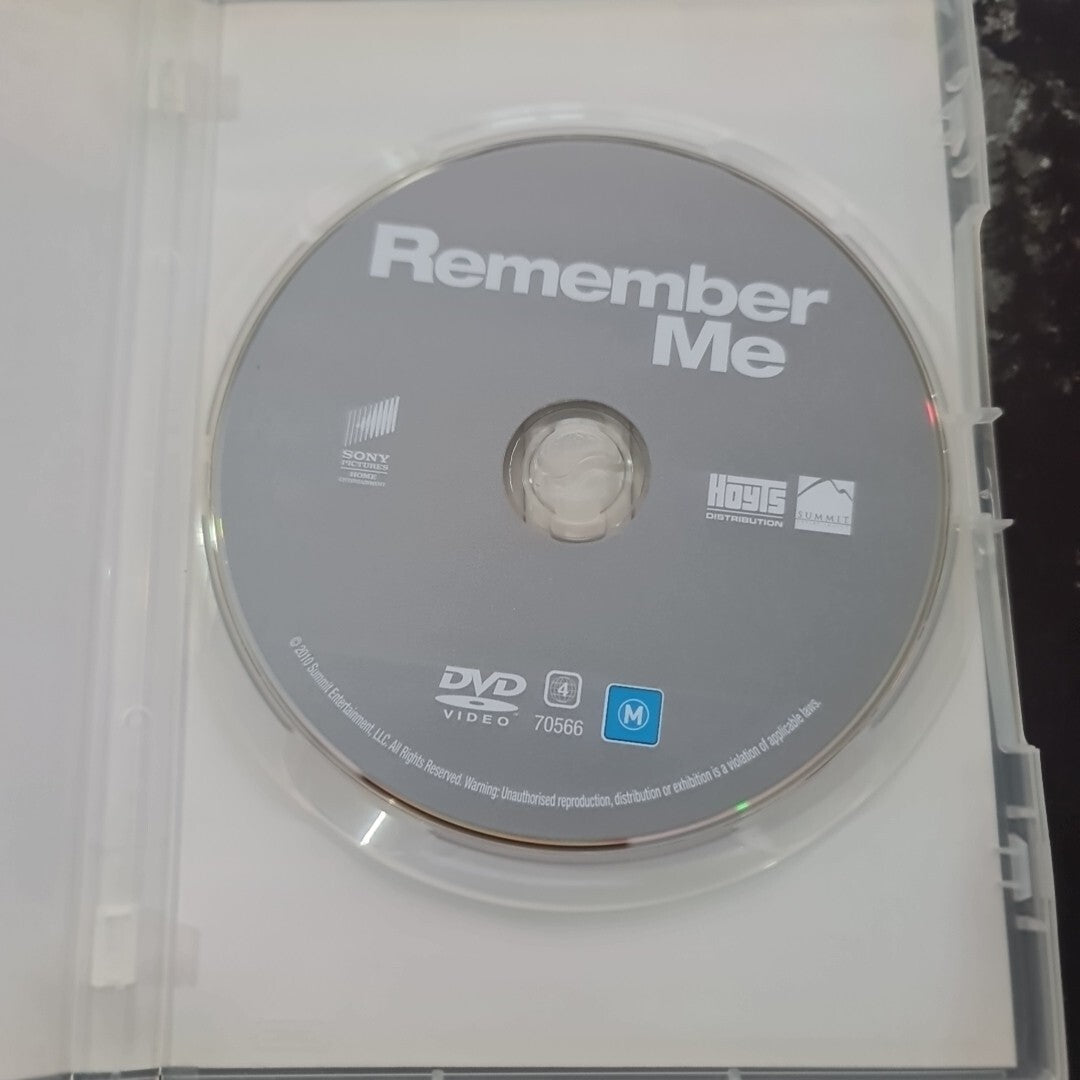 Remember
Me
SONY
PICTURES
HOME
ENTERTAINMENT
HOYTS
DISTRIBUTION
SUMMIT
DVD
VIDEO
4
70566
M
© 2010 Summit Entertainment, LLC. All Rights Reserved. Warning: Unauthorised reproduction, distribution or exhibition is a violation of applicable laws.